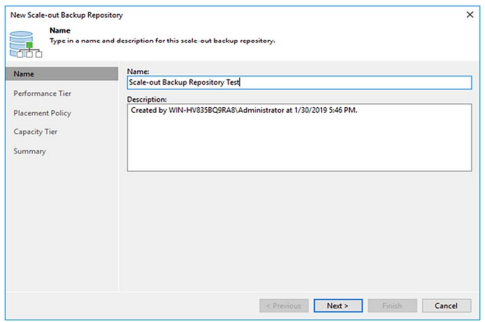 New Scale-out Backup Repository
Name
Type in a name and description for this scale-out backup repository.
Name
Performance Tier
Placement Policy
Capacity Tier
Summary
Name:
Scale-out Backup Repository Test
Description:
Created by WIN-HV835BQ9RA8\Administrator at 1/30/2019 5:46 PM.
< Previous
Next >
Finish
Cancel